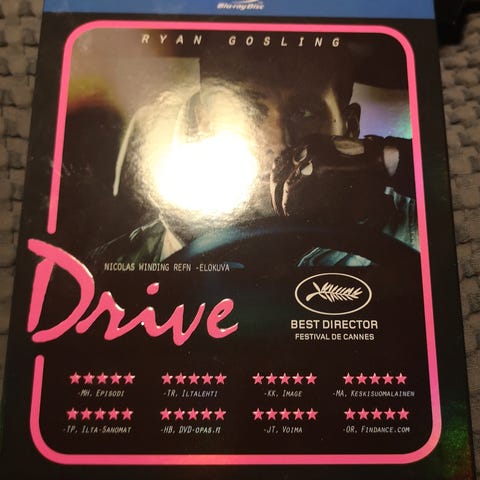 Blu-ray Disc
RYAN GOSLING
NICOLAS WINDING REFN -ELOKUVA
Drive
BEST DIRECTOR
FESTIVAL DE CANNES
-MH, EPISODI
-TR, ILTALEHTI
-KK, IMAGE
-MA, KESKISUOMALAINEN
-TP, ILTA-SANOMAT
-HB, DVD-OPAS.FI
-JT, VOIMA
-OR, FINDANCE.COM